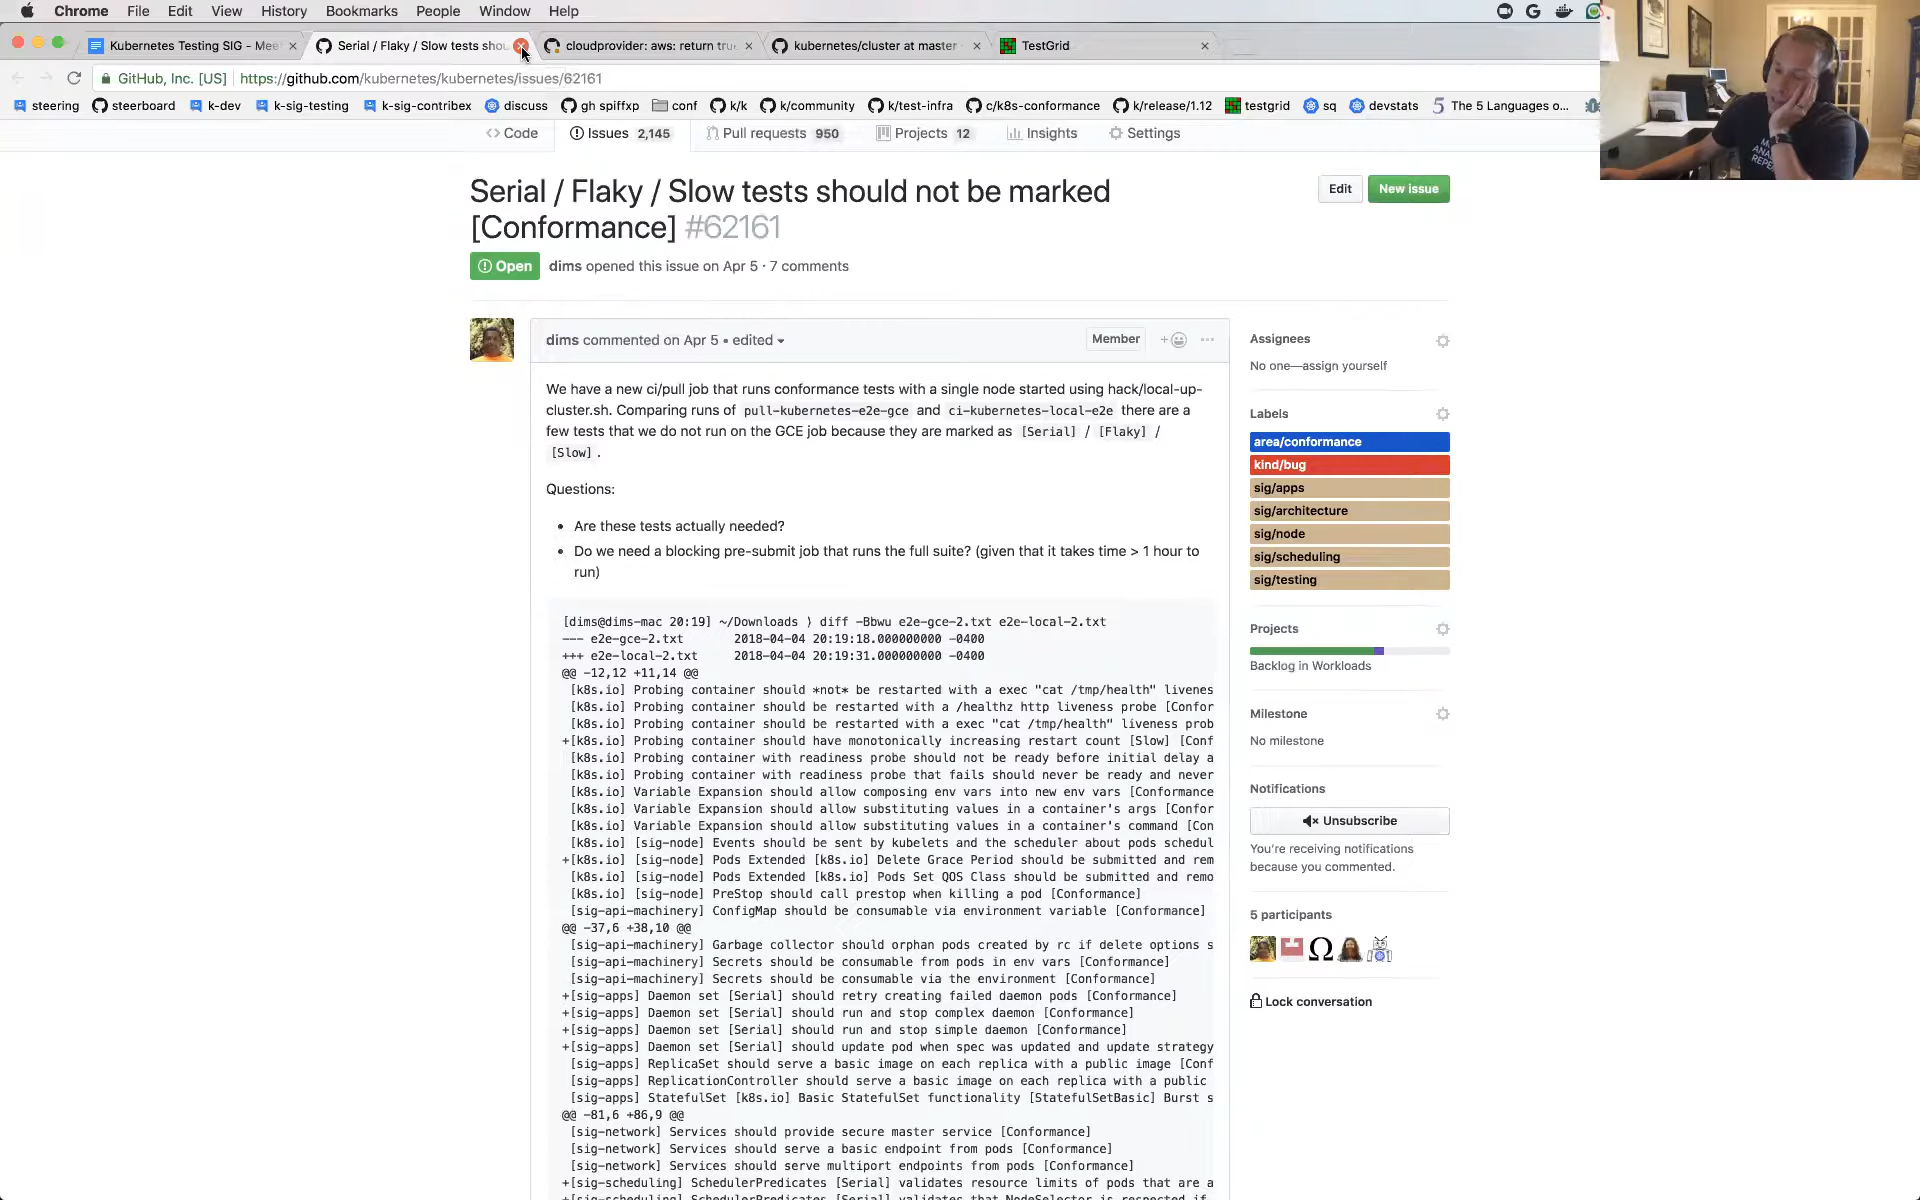 Chrome File Edit View History Bookmarks People Window Help
Kubernetes Testing SIG - Mee
Serial / Flaky / Slow tests shou
cloudprovider: aws: return true
kubernetes/cluster at master
TestGrid
GitHub, Inc. [US] https://github.com/kubernetes/kubernetes/issues/62161
steering steerboard k-dev k-sig-testing k-sig-contribex discuss gh spiffxp conf k/k k/community k/test-infra c/k8s-conformance k/release/1.12 testgrid sq devstats The 5 Languages o...
Code Issues 2,145 Pull requests 950 Projects 12 Insights Settings
Serial / Flaky / Slow tests should not be marked
[Conformance] #62161
Edit New issue
Open dims opened this issue on Apr 5 · 7 comments
dims commented on Apr 5 • edited
Member
We have a new ci/pull job that runs conformance tests with a single node started using hack/local-up-
cluster.sh. Comparing runs of pull-kubernetes-e2e-gce and ci-kubernetes-local-e2e there are a
few tests that we do not run on the GCE job because they are marked as [Serial] / [Flaky] /
[Slow] .
Questions:
• Are these tests actually needed?
• Do we need a blocking pre-submit job that runs the full suite? (given that it takes time > 1 hour to
run)
[dims@dims-mac 20:19] ~/Downloads ⟩ diff -Bbwu e2e-gce-2.txt e2e-local-2.txt
--- e2e-gce-2.txt 2018-04-04 20:19:18.000000000 -0400
+++ e2e-local-2.txt 2018-04-04 20:19:31.000000000 -0400
@@ -12,12 +11,14 @@
[k8s.io] Probing container should *not* be restarted with a exec "cat /tmp/health" livenes
[k8s.io] Probing container should be restarted with a /healthz http liveness probe [Confor
[k8s.io] Probing container should be restarted with a exec "cat /tmp/health" liveness prob
+[k8s.io] Probing container should have monotonically increasing restart count [Slow] [Conf
[k8s.io] Probing container with readiness probe should not be ready before initial delay a
[k8s.io] Probing container with readiness probe that fails should never be ready and never
[k8s.io] Variable Expansion should allow composing env vars into new env vars [Conformance
[k8s.io] Variable Expansion should allow substituting values in a container's args [Confor
[k8s.io] Variable Expansion should allow substituting values in a container's command [Con
[k8s.io] [sig-node] Events should be sent by kubelets and the scheduler about pods schedul
+[k8s.io] [sig-node] Pods Extended [k8s.io] Delete Grace Period should be submitted and rem
[k8s.io] [sig-node] Pods Extended [k8s.io] Pods Set QOS Class should be submitted and remo
[k8s.io] [sig-node] PreStop should call prestop when killing a pod [Conformance]
[sig-api-machinery] ConfigMap should be consumable via environment variable [Conformance]
@@ -37,6 +38,10 @@
[sig-api-machinery] Garbage collector should orphan pods created by rc if delete options s
[sig-api-machinery] Secrets should be consumable from pods in env vars [Conformance]
[sig-api-machinery] Secrets should be consumable via the environment [Conformance]
+[sig-apps] Daemon set [Serial] should retry creating failed daemon pods [Conformance]
+[sig-apps] Daemon set [Serial] should run and stop complex daemon [Conformance]
+[sig-apps] Daemon set [Serial] should run and stop simple daemon [Conformance]
+[sig-apps] Daemon set [Serial] should update pod when spec was updated and update strategy
[sig-apps] ReplicaSet should serve a basic image on each replica with a public image [Conf
[sig-apps] ReplicationController should serve a basic image on each replica with a public
[sig-apps] StatefulSet [k8s.io] Basic StatefulSet functionality [StatefulSetBasic] Burst s
@@ -81,6 +86,9 @@
[sig-network] Services should provide secure master service [Conformance]
[sig-network] Services should serve a basic endpoint from pods [Conformance]
[sig-network] Services should serve multiport endpoints from pods [Conformance]
+[sig-scheduling] SchedulerPredicates [Serial] validates resource limits of pods that are a
+[sig-scheduling] SchedulerPredicates [Serial] validates that NodeSelector is respected if
Assignees
No one—assign yourself
Labels
area/conformance
kind/bug
sig/apps
sig/architecture
sig/node
sig/scheduling
sig/testing
Projects
Backlog in Workloads
Milestone
No milestone
Notifications
Unsubscribe
You're receiving notifications
because you commented.
5 participants
Lock conversation